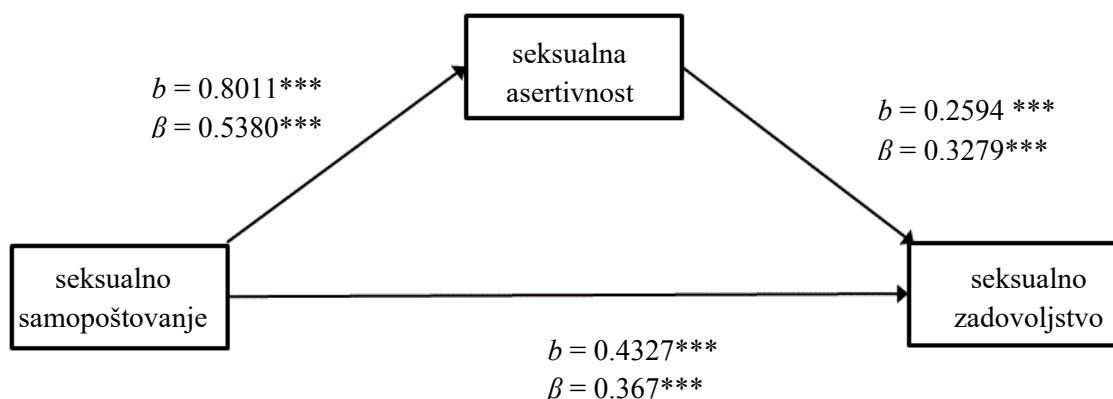 seksualna
asertivnost
b = 0.8011***
β = 0.5380***
b = 0.2594 ***
β = 0.3279***
seksualno
samopoštovanje
seksualno
zadovoljstvo
b = 0.4327***
β = 0.367***